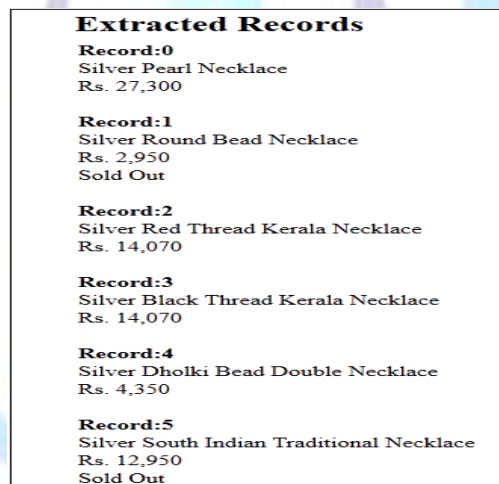 Extracted Records
Record:0
Silver Pearl Necklace
Rs. 27,300
Record:1
Silver Round Bead Necklace
Rs. 2,950
Sold Out
Record:2
Silver Red Thread Kerala Necklace
Rs. 14,070
Record:3
Silver Black Thread Kerala Necklace
Rs. 14,070
Record:4
Silver Dholki Bead Double Necklace
Rs. 4,350
Record:5
Silver South Indian Traditional Necklace
Rs. 12,950
Sold Out